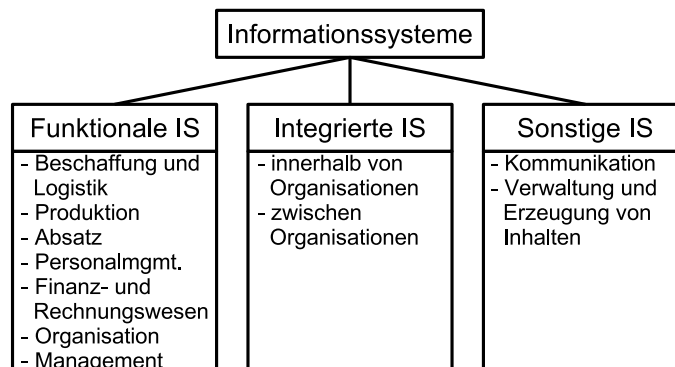 Informationssysteme
Funktionale IS
- Beschaffung und
Logistik
- Produktion
- Absatz
- Personalmgmt.
- Finanz- und
Rechnungswesen
- Organisation
- Management
Integrierte IS
- innerhalb von
Organisationen
- zwischen
Organisationen
Sonstige IS
- Kommunikation
- Verwaltung und
Erzeugung von
Inhalten